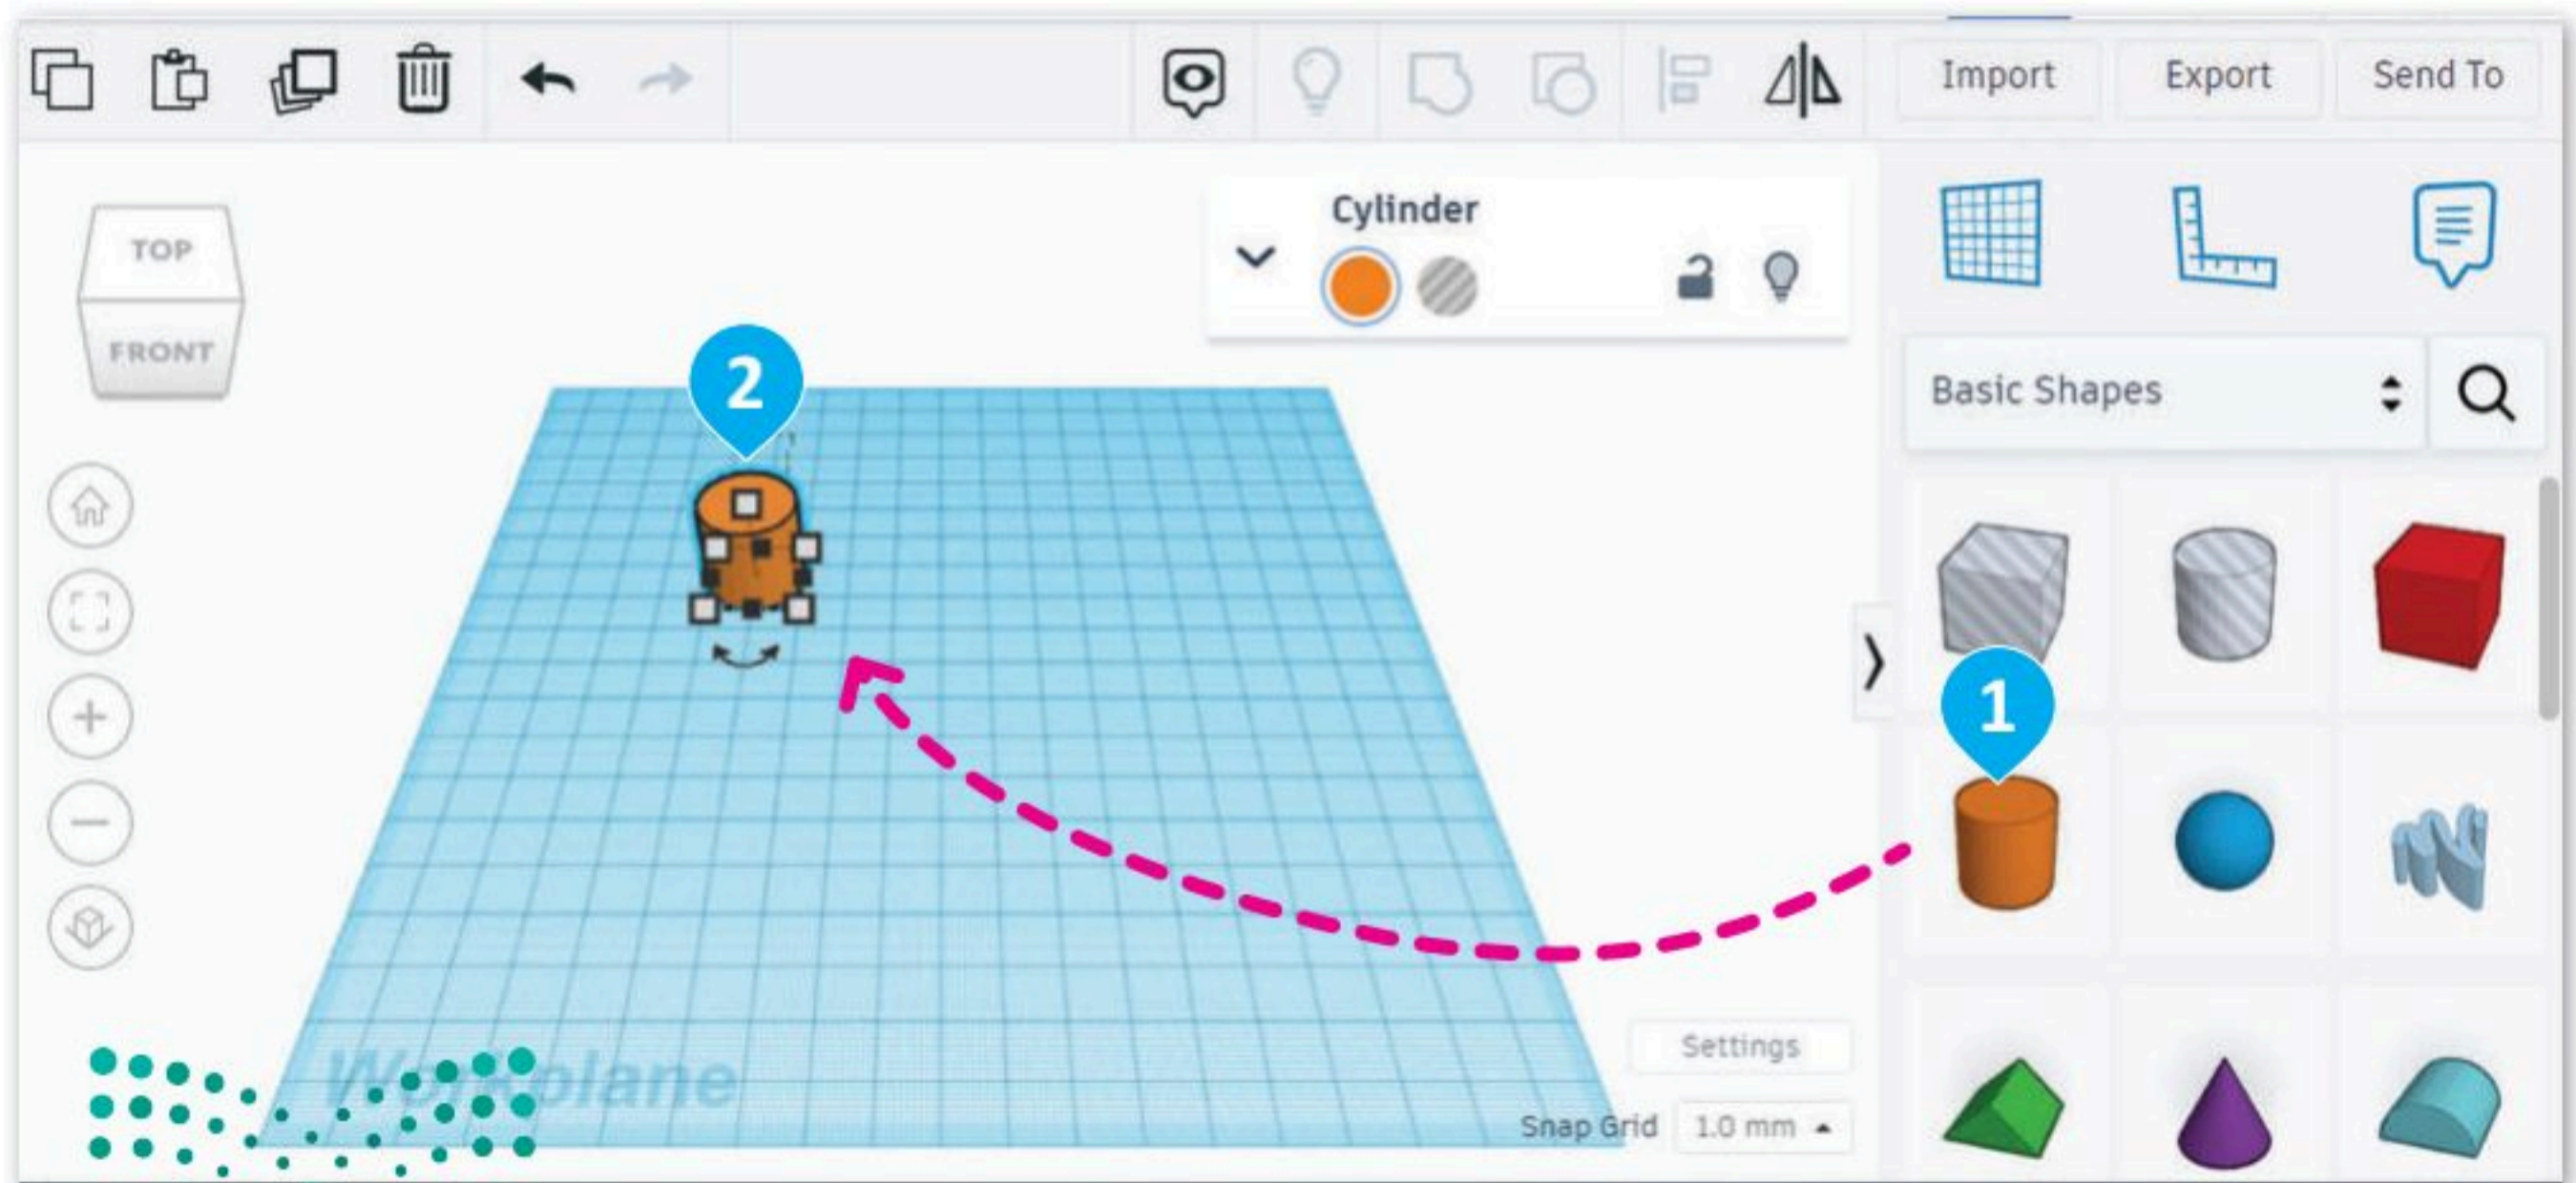 Import Export Send To
TOP
FRONT
Cylinder
Basic Shapes
2
1
Workplane
Settings
Snap Grid 1.0 mm